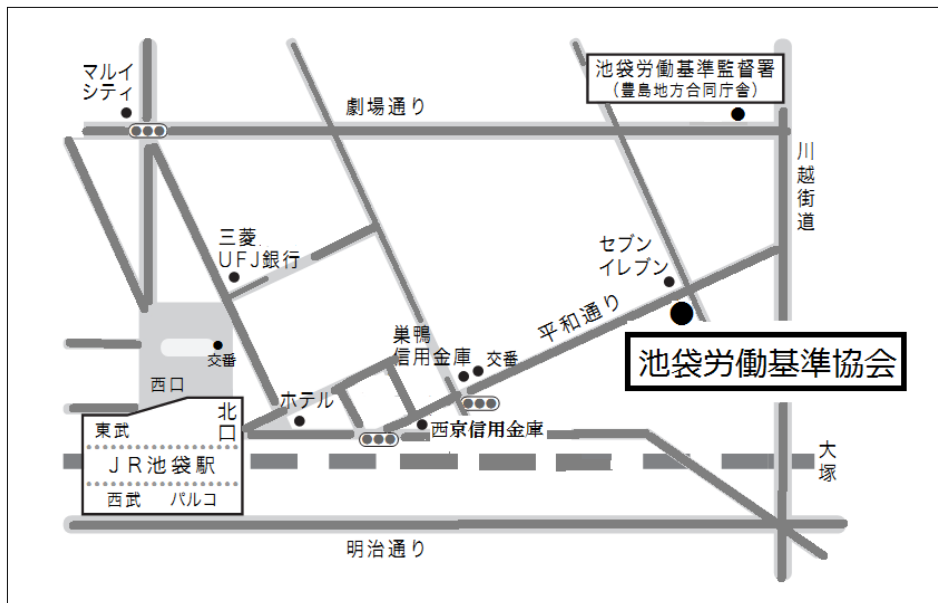 マルイ
シティ
劇場通り
池袋労働基準監督署
（豊島地方合同庁舎）
川越街道
三菱
UFJ銀行
セブン
イレブン
平和通り
巣鴨
信用金庫
交番
池袋労働基準協会
交番
西口
北口
ホテル
西京信用金庫
東武
JR池袋駅
西武 パルコ
大塚
明治通り